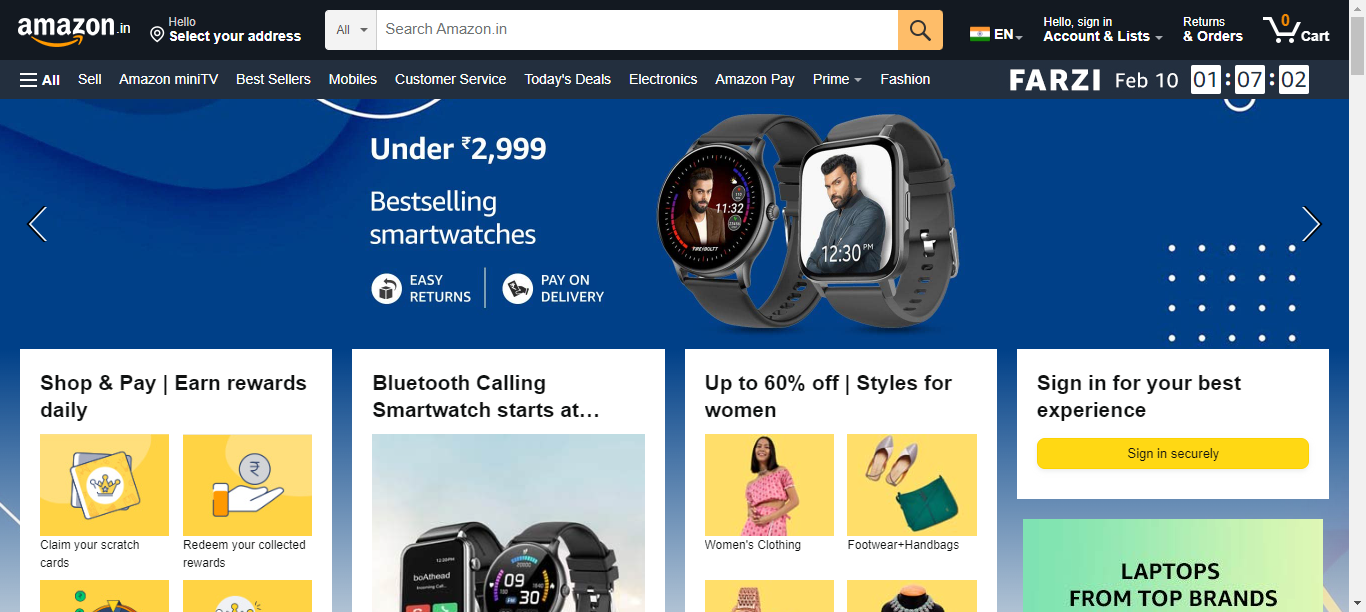 amazon.in
Hello
Select your address
All
Search Amazon.in
EN
Hello, sign in
Account & Lists
Returns
& Orders
0
Cart
All
Sell
Amazon miniTV
Best Sellers
Mobiles
Customer Service
Today's Deals
Electronics
Amazon Pay
Prime
Fashion
FARZI Feb 10 01:07:02
Under ₹2,999
Bestselling
smartwatches
EASY
RETURNS
PAY ON
DELIVERY
11:32
FIRE-BOLTT
12:30 PM
Shop & Pay | Earn rewards
daily
Claim your scratch
cards
Redeem your collected
rewards
Bluetooth Calling
Smartwatch starts at…
boAthead
Incoming Call...
09
30
Up to 60% off | Styles for
women
Women's Clothing
Footwear+Handbags
Sign in for your best
experience
Sign in securely
LAPTOPS
FROM TOP BRANDS